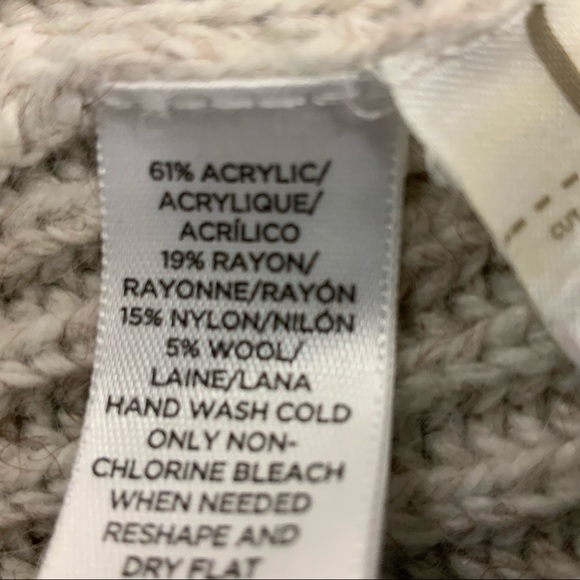 61% ACRYLIC/
ACRYLIQUE/
ACRÍLICO
19% RAYON/
RAYONNE/RAYÓN
15% NYLON/NILÓN
5% WOOL/
LAINE/LANA
HAND WASH COLD
ONLY NON-
CHLORINE BLEACH
WHEN NEEDED
RESHAPE AND
DRY FLAT